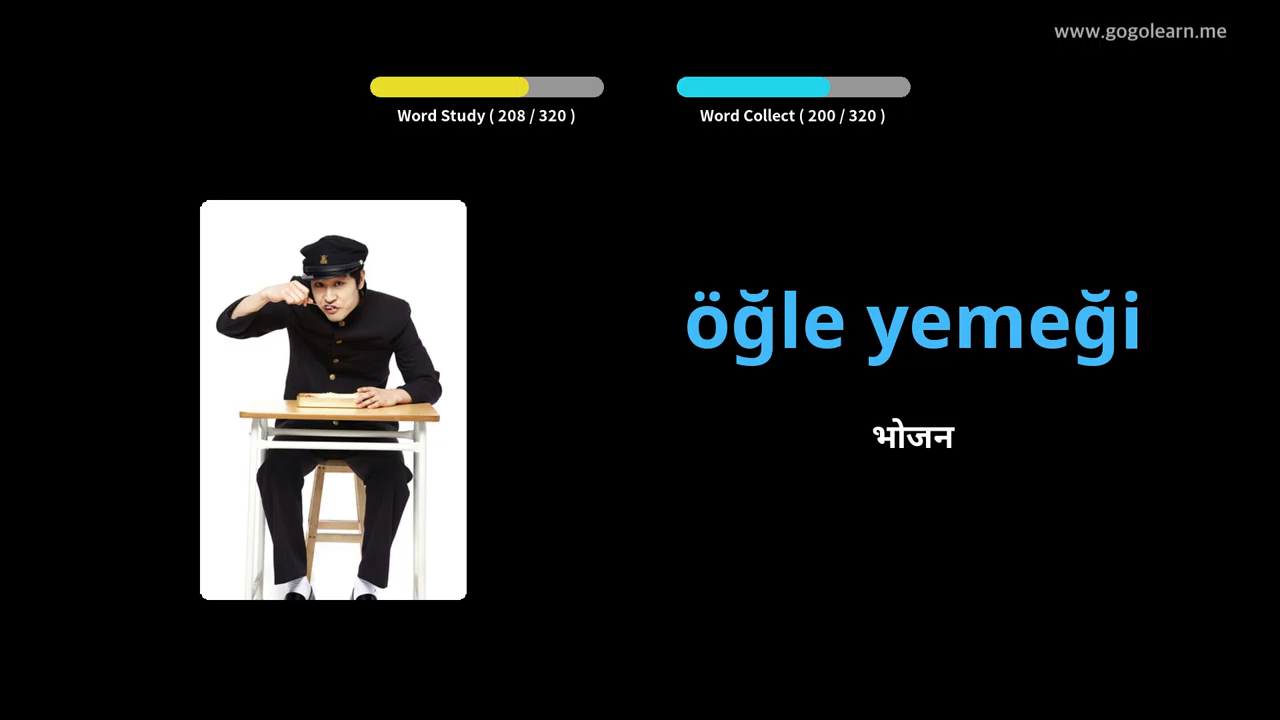 www.gogolearn.me
Word Study ( 208 / 320 )
Word Collect ( 200 / 320 )
öğle yemeği
भोजन